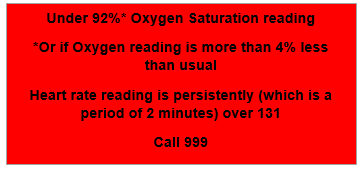 Under 92%* Oxygen Saturation reading
*Or if Oxygen reading is more than 4% less
than usual
Heart rate reading is persistently (which is a
period of 2 minutes) over 131
Call 999